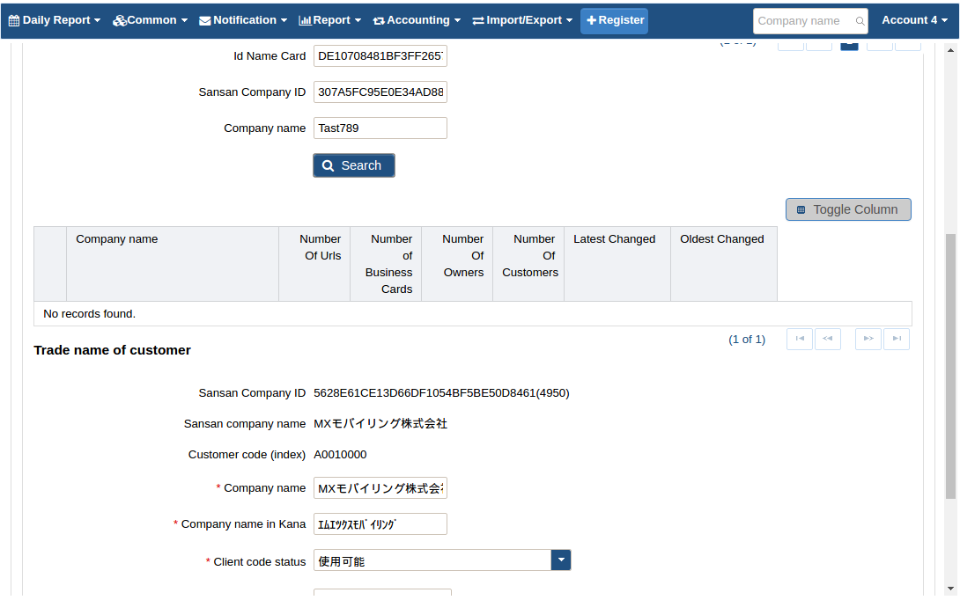 Daily Report Common Notification Report Accounting Import/Export Register Company name Account 4
Id Name Card DE10708481BF3FF265
Sansan Company ID 307A5FC95E0E34AD88
Company name Tast789
Search
Toggle Column
Company name Number Of Urls Number of Business Cards Number Of Owners Number Of Customers Latest Changed Oldest Changed
No records found.
(1 of 1)
Trade name of customer
Sansan Company ID 5628E61CE13D66DF1054BF5BE50D8461(4950)
Sansan company name MXモバイリング株式会社
Customer code (index) A0010000
* Company name MXモバイリング株式会
* Company name in Kana ｴﾑｴﾂｸｽﾓﾊﾞｲﾘﾝｸﾞ
* Client code status 使用可能